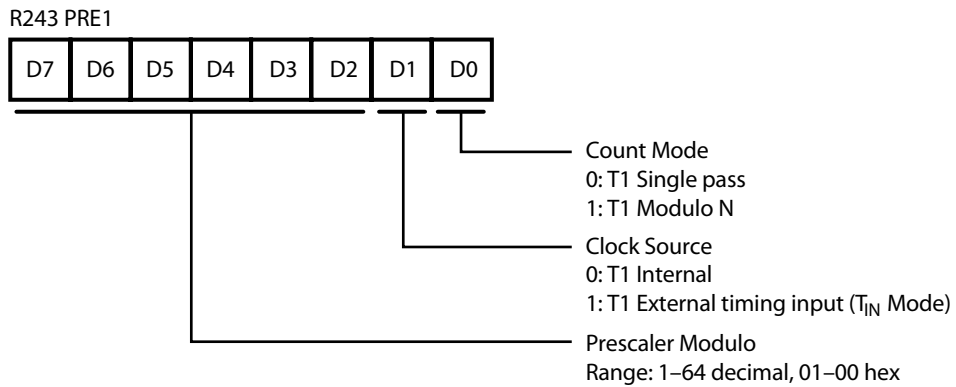 R243 PRE1
D7 D6 D5 D4 D3 D2 D1 D0
Count Mode
0: T1 Single pass
1: T1 Modulo N
Clock Source
0: T1 Internal
1: T1 External timing input (TIN Mode)
Prescaler Modulo
Range: 1–64 decimal, 01–00 hex